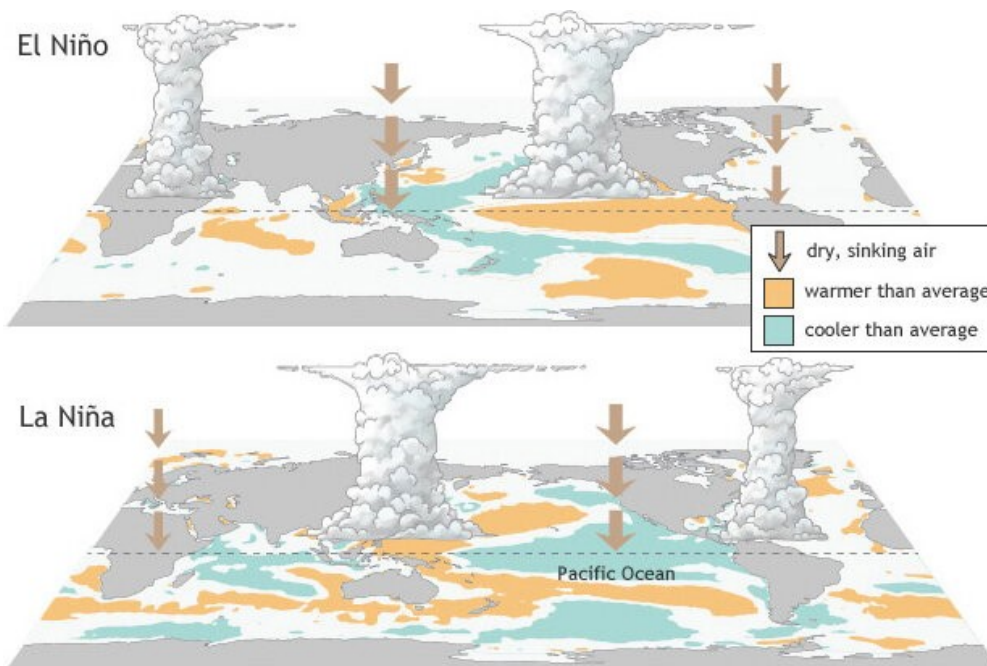 El Niño
dry, sinking air
warmer than average
cooler than average
La Niña
Pacific Ocean